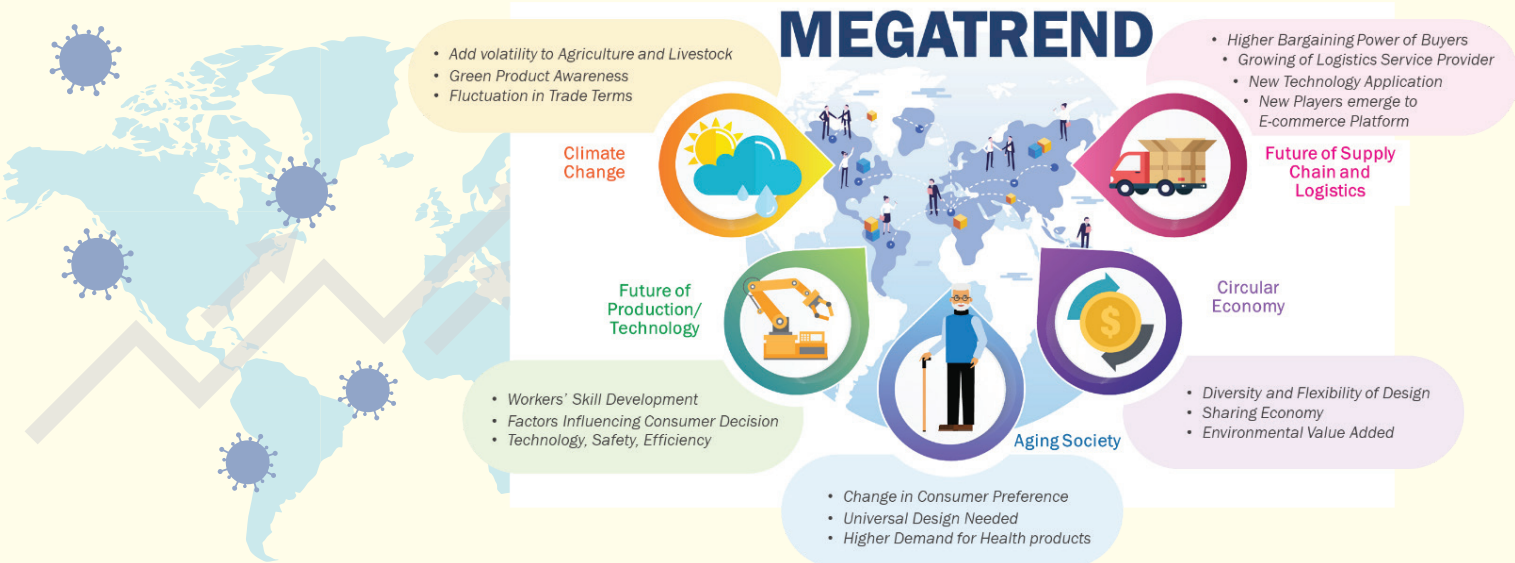 MEGATREND
• Add volatility to Agriculture and Livestock
• Green Product Awareness
• Fluctuation in Trade Terms
Climate
Change
• Higher Bargaining Power of Buyers
• Growing of Logistics Service Provider
• New Technology Application
• New Players emerge to
E-commerce Platform
Future of Supply
Chain and
Logistics
Future of
Production/
Technology
• Workers’ Skill Development
• Factors Influencing Consumer Decision
• Technology, Safety, Efficiency
Circular
Economy
$
• Diversity and Flexibility of Design
• Sharing Economy
• Environmental Value Added
Aging Society
• Change in Consumer Preference
• Universal Design Needed
• Higher Demand for Health products